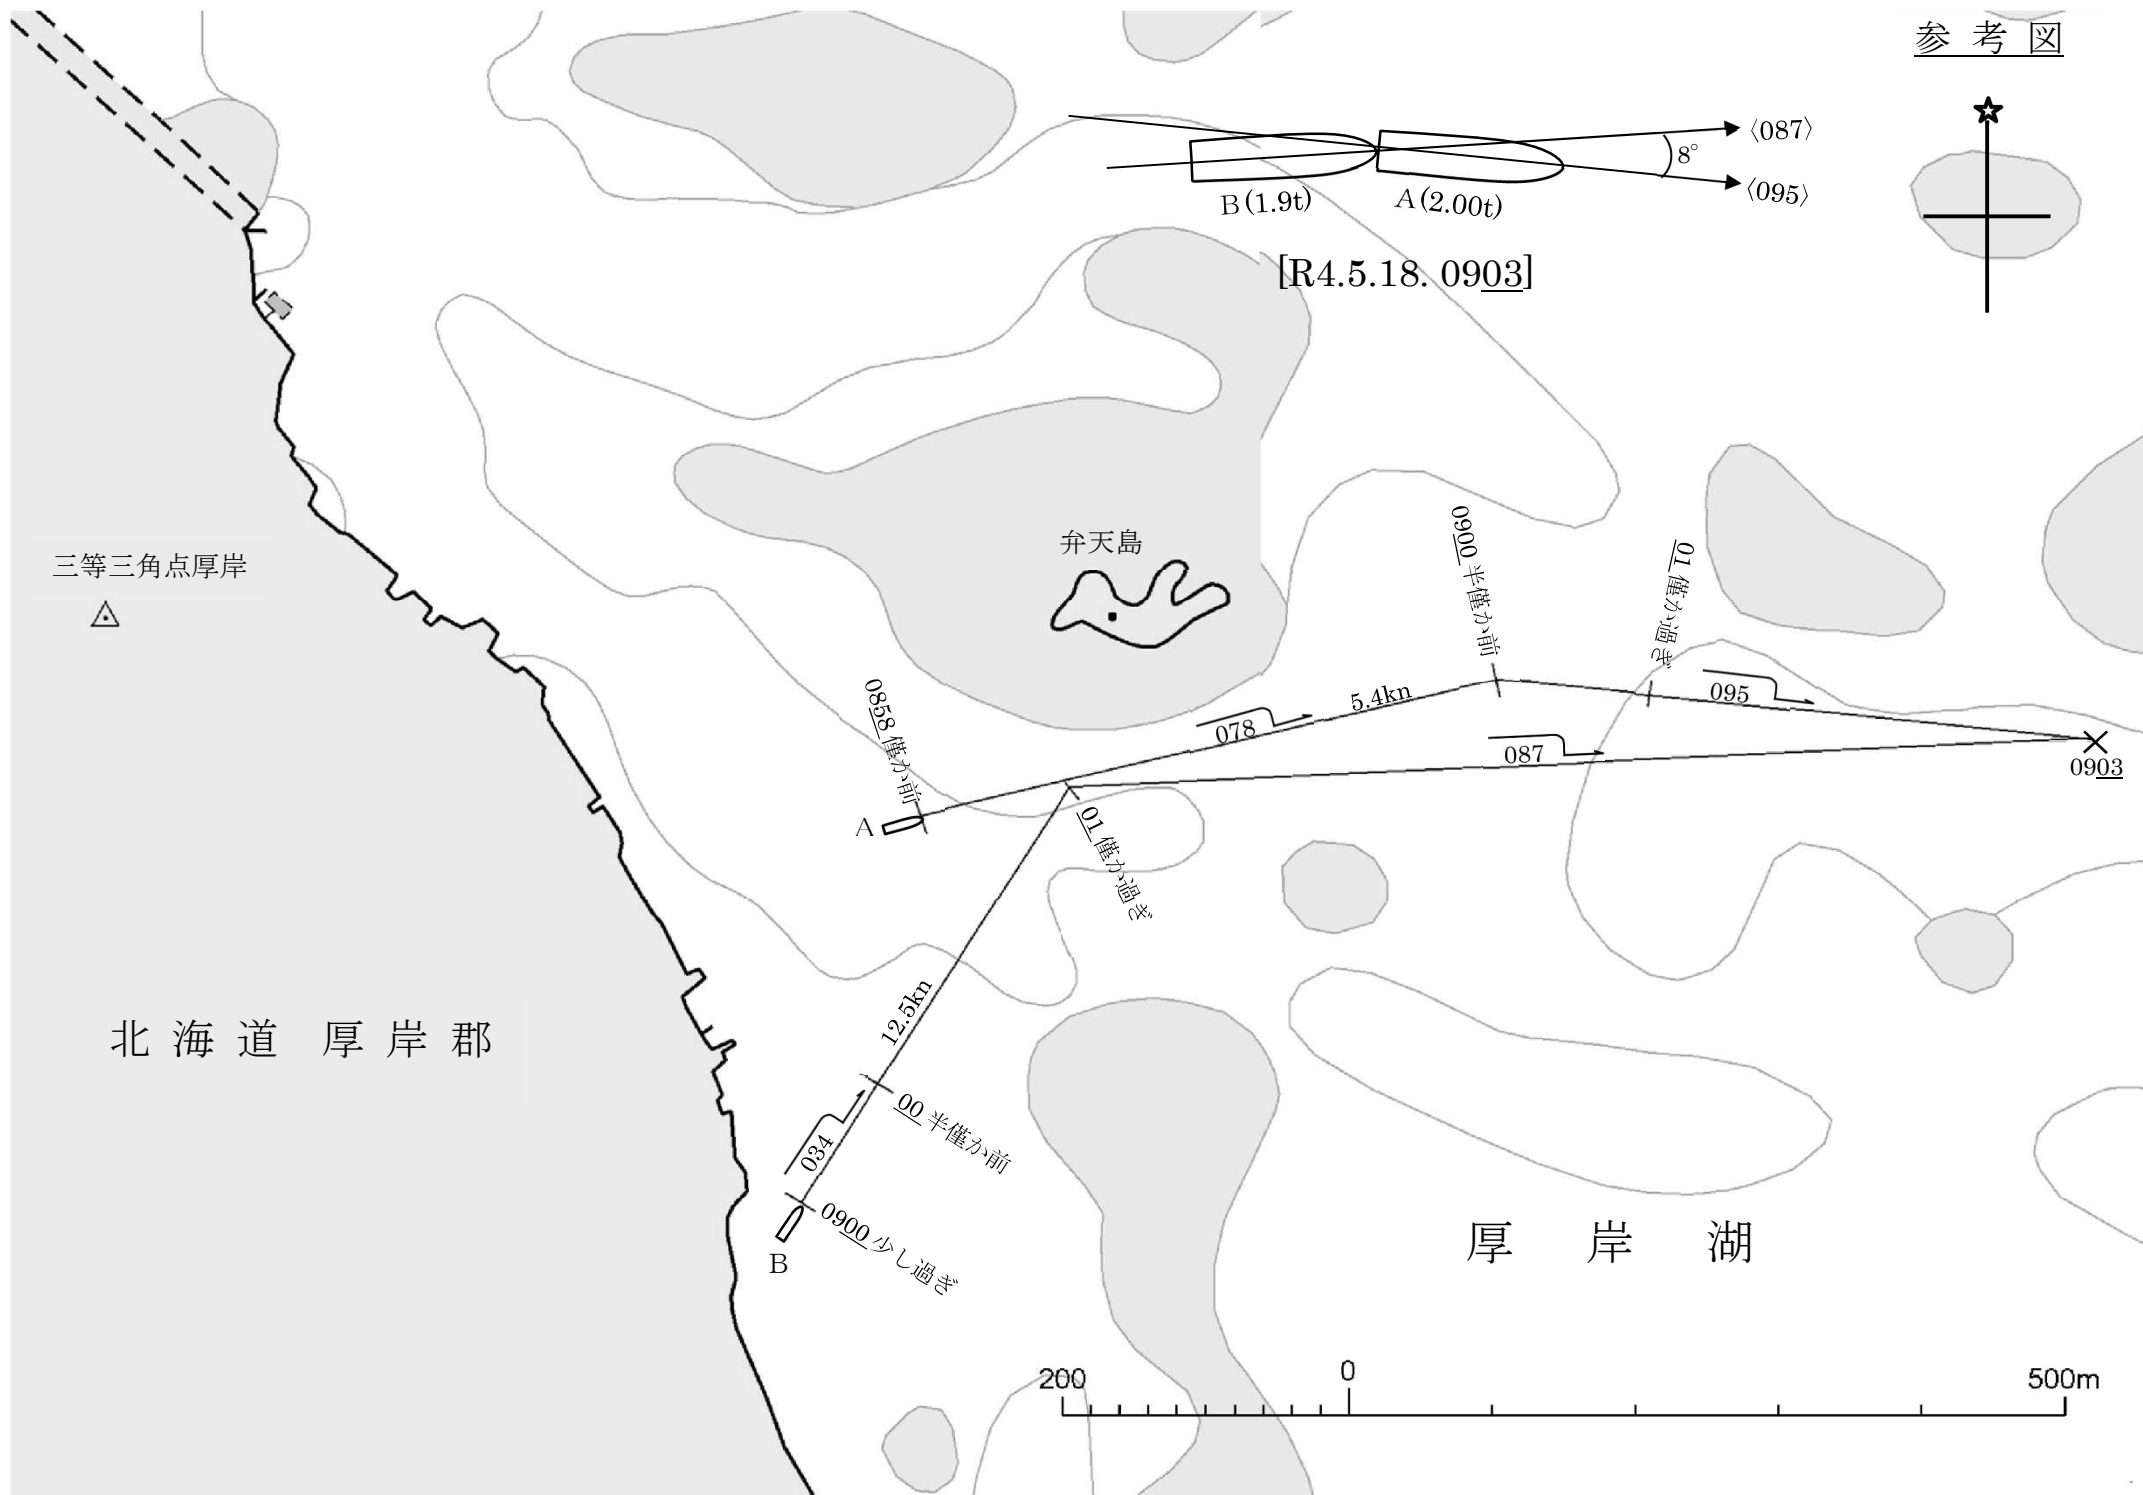 参考図
〈087〉
8°
〈095〉
B(1.9t)
A(2.00t)
[R4.5.18. 0903]
弁天島
三等三角点厚岸
0900半僅か前
01僅か過ぎ
0858僅か前
5.4kn
078
095
087
0903
A
01僅か過ぎ
12.5kn
北海道 厚岸郡
00半僅か前
034
0900少し過ぎ
B
厚岸湖
200
0
500m